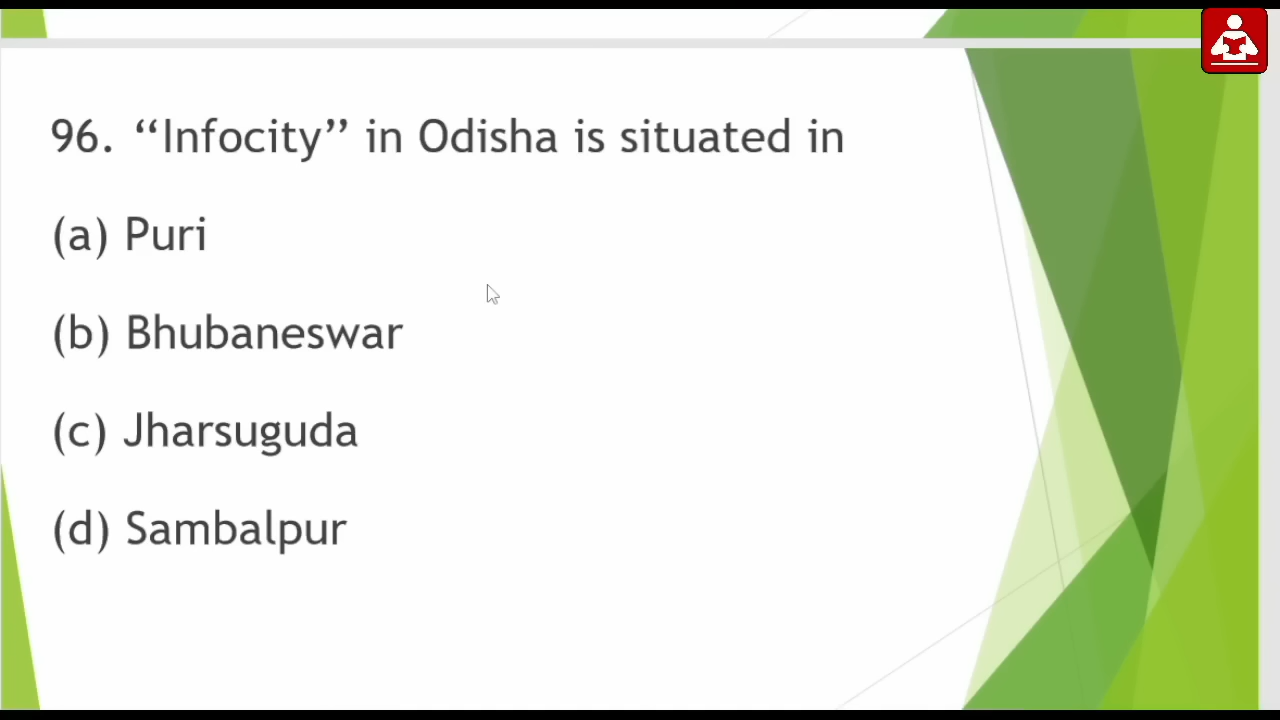 96. “Infocity” in Odisha is situated in
(a) Puri
(b) Bhubaneswar
(c) Jharsuguda
(d) Sambalpur